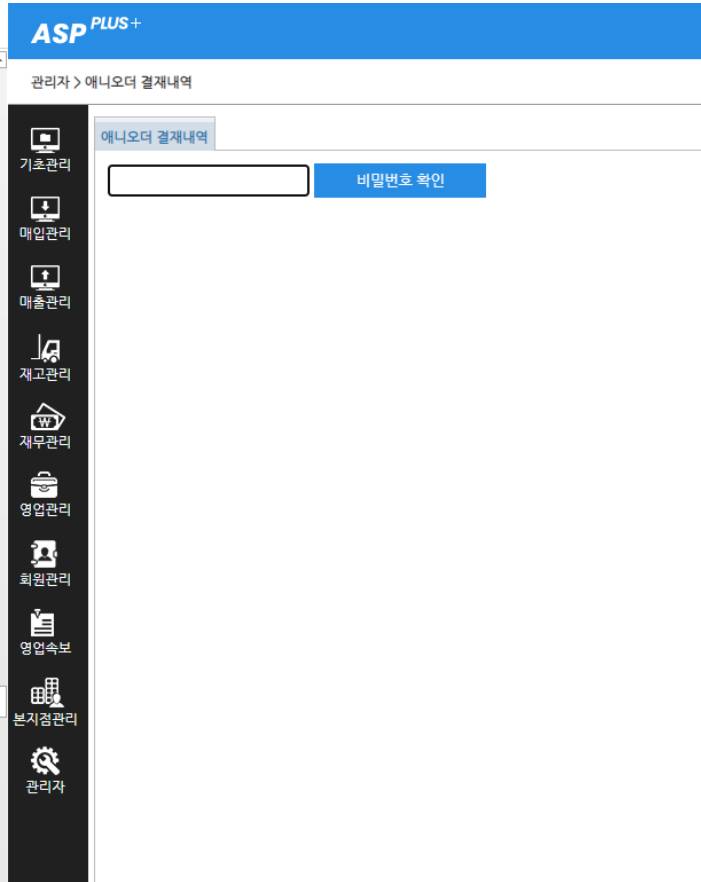 ASP PLUS+
관리자 > 애니오더 결재내역
애니오더 결재내역
비밀번호 확인
기초관리
매입관리
매출관리
재고관리
₩
재무관리
영업관리
회원관리
영업속보
본지점관리
관리자